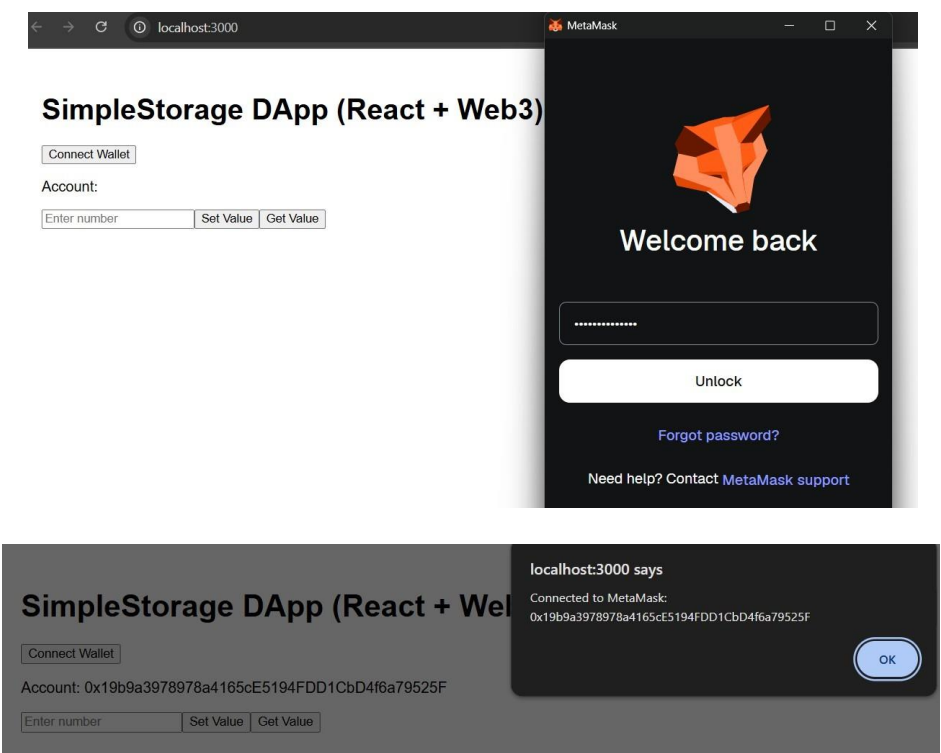 localhost:3000
MetaMask
SimpleStorage DApp (React + Web3)
Connect Wallet
Account:
Enter number
Set Value
Get Value
Welcome back
Unlock
Forgot password?
Need help? Contact MetaMask support
SimpleStorage DApp (React + We
Connect Wallet
Account: 0x19b9a3978978a4165cE5194FDD1CbD4f6a79525F
Enter number
Set Value
Get Value
localhost:3000 says
Connected to MetaMask:
0x19b9a3978978a4165cE5194FDD1CbD4f6a79525F
OK